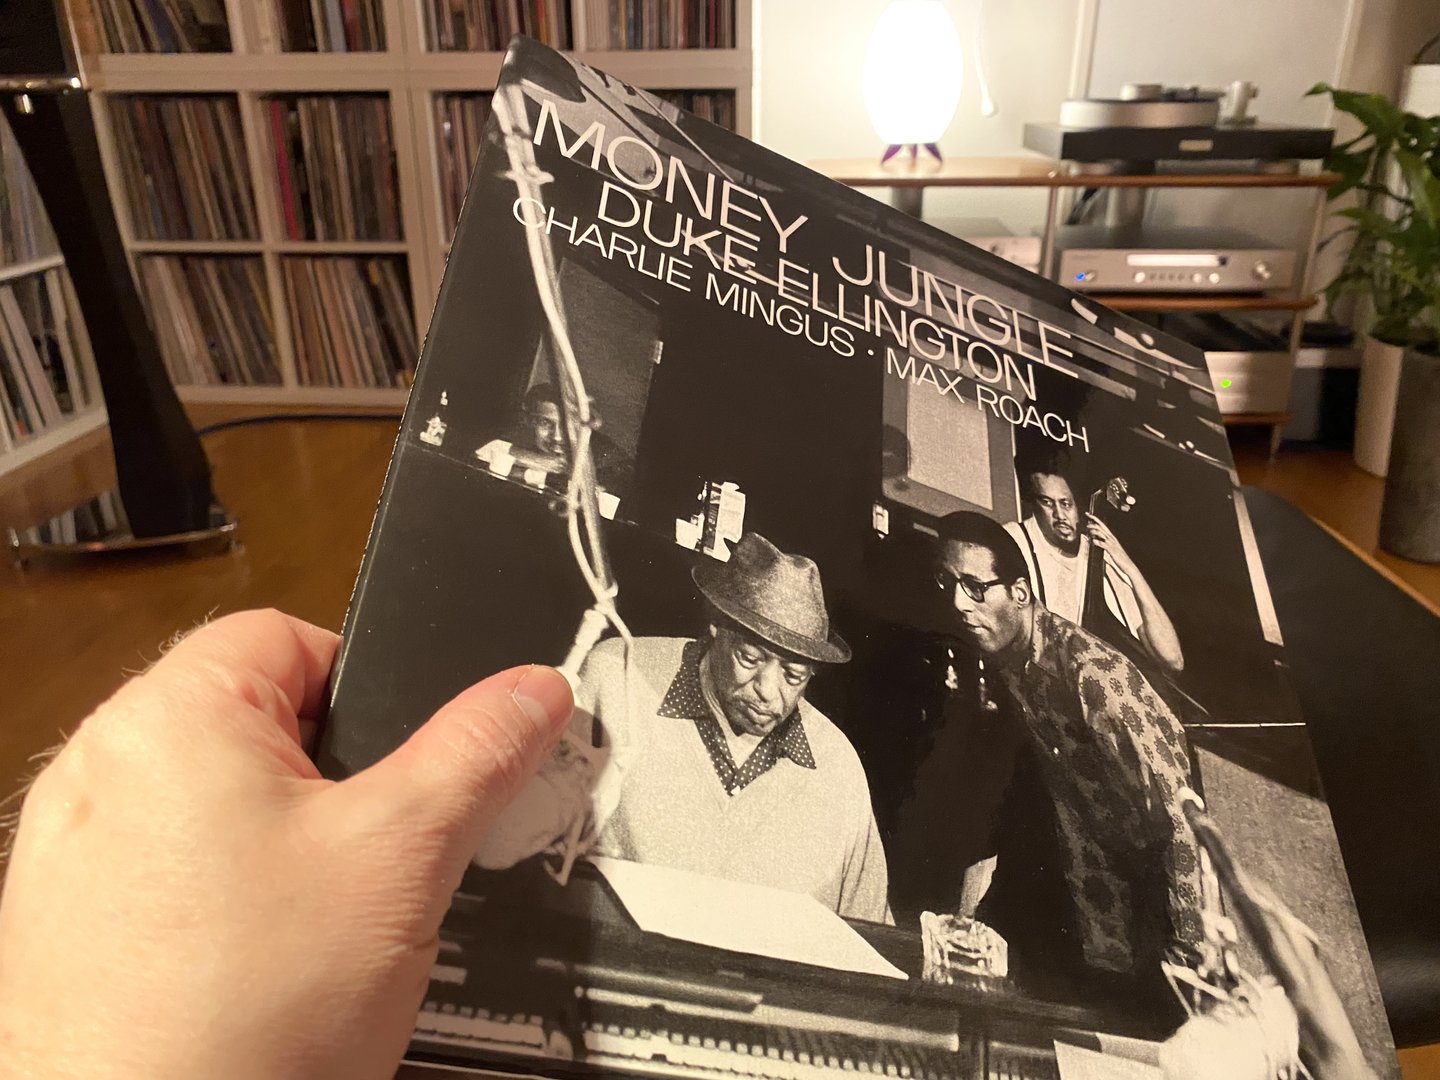 MONEY JUNGLE
DUKE ELLINGTON
CHARLIE MINGUS · MAX ROACH